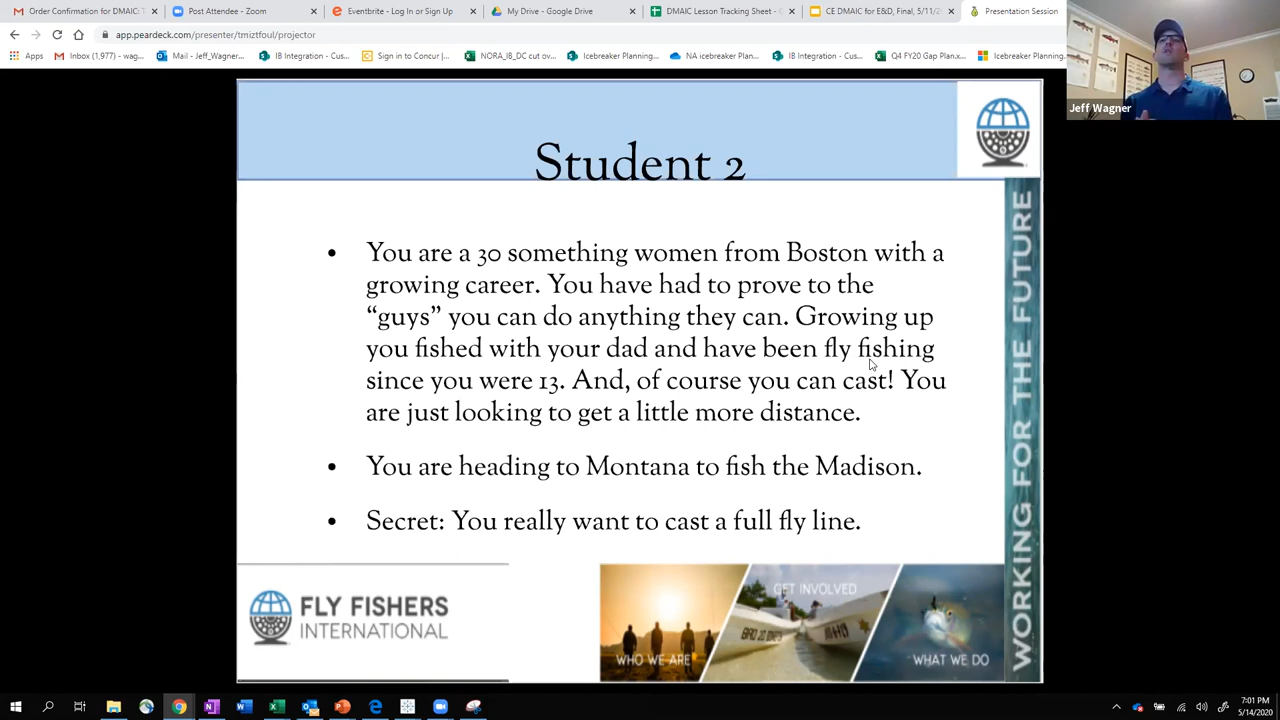 Order Confirmation for DMAIC: T
Post Attendee - Zoom
Eventbrite - Log In or Sign Up
My Drive - Google Drive
DMAIC Lesson Tracking Sheet -
CE DMAIC for E&D, Final, 5/11/2
Presentation Session
app.peardeck.com/presenter/tmiztfoul/projector
Apps
Inbox (1,977) - wag...
Mail - Jeff_Wagner...
IB Integration - Cus...
Sign in to Concur |...
NORA_IB_DC cut ov...
Icebreaker Planning...
NA icebreaker Plan...
IB Integration - Cus...
Q4 FY20 Gap Plan.x...
Icebreaker Planning
Jeff Wagner
Student 2
• You are a 30 something women from Boston with a
growing career. You have had to prove to the
“guys” you can do anything they can. Growing up
you fished with your dad and have been fly fishing
since you were 13. And, of course you can cast! You
are just looking to get a little more distance.
• You are heading to Montana to fish the Madison.
• Secret: You really want to cast a full fly line.
WORKING FOR THE FUTURE
FLY FISHERS
INTERNATIONAL
WHO WE ARE
GET INVOLVED
WHAT WE DO
7:01 PM
5/14/2020